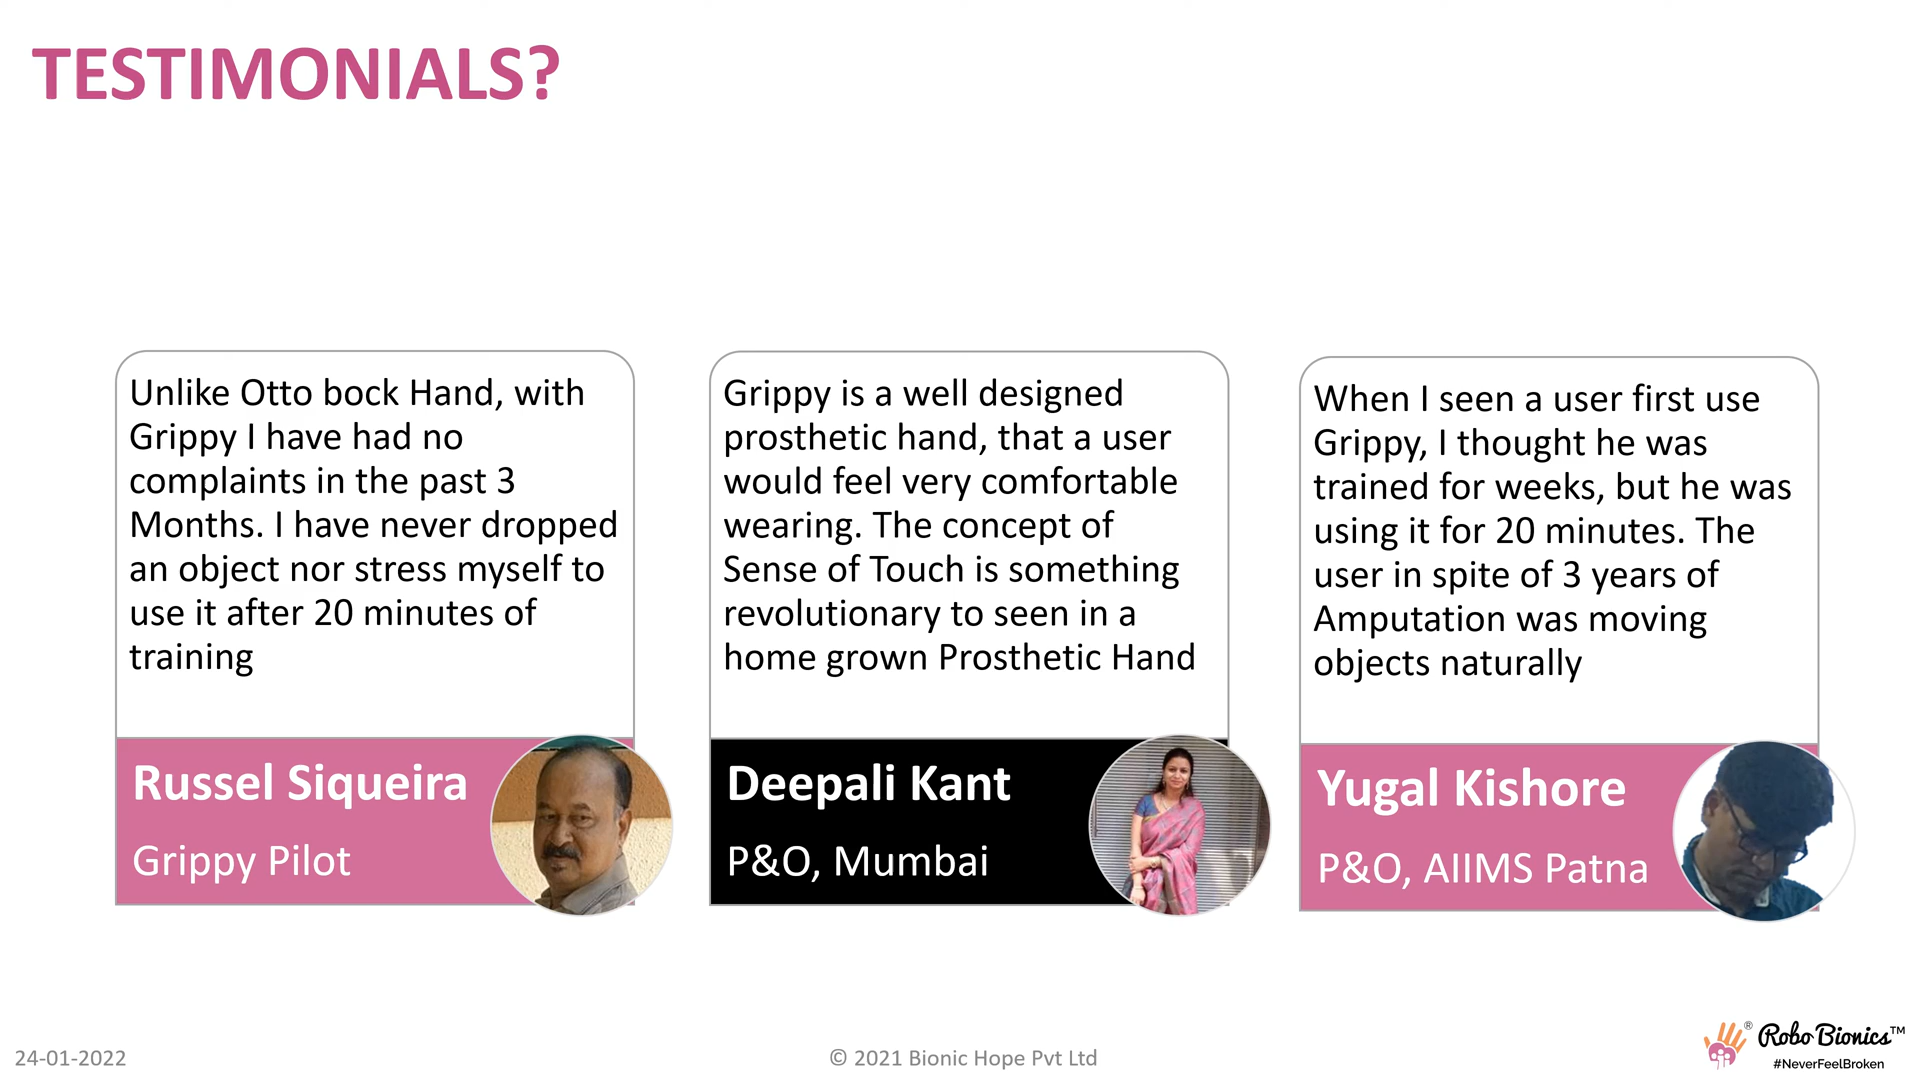 TESTIMONIALS?
Unlike Otto bock Hand, with
Grippy I have had no
complaints in the past 3
Months. I have never dropped
an object nor stress myself to
use it after 20 minutes of
training
Russel Siqueira
Grippy Pilot
Grippy is a well designed
prosthetic hand, that a user
would feel very comfortable
wearing. The concept of
Sense of Touch is something
revolutionary to seen in a
home grown Prosthetic Hand
Deepali Kant
P&O, Mumbai
When I seen a user first use
Grippy, I thought he was
trained for weeks, but he was
using it for 20 minutes. The
user in spite of 3 years of
Amputation was moving
objects naturally
Yugal Kishore
P&O, AIIMS Patna
24-01-2022
© 2021 Bionic Hope Pvt Ltd
® Robo Bionics™
#NeverFeelBroken